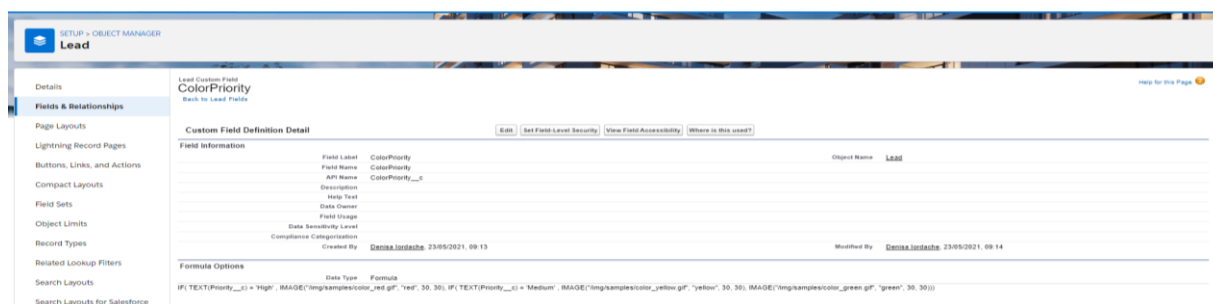 SETUP > OBJECT MANAGER
Lead
Details
Fields & Relationships
Page Layouts
Lightning Record Pages
Buttons, Links, and Actions
Compact Layouts
Field Sets
Object Limits
Record Types
Related Lookup Filters
Search Layouts
Search Layouts for Salesforce
Lead Custom Field
ColorPriority
Back to Lead Fields
Help for this Page
Custom Field Definition Detail
Edit Set Field-Level Security View Field Accessibility Where is this used?
Field Information
Field Label ColorPriority Object Name Lead
Field Name ColorPriority
API Name ColorPriority__c
Description
Help Text
Data Owner
Field Usage
Data Sensitivity Level
Compliance Categorization
Created By Denisa Iordache, 23/05/2021, 09:13 Modified By Denisa Iordache, 23/05/2021, 09:14
Formula Options
Data Type Formula
IF( TEXT(Priority__c) = 'High' , IMAGE("/img/samples/color_red.gif", "red", 30, 30), IF( TEXT(Priority__c) = 'Medium' , IMAGE("/img/samples/color_yellow.gif", "yellow", 30, 30), IMAGE("/img/samples/color_green.gif", "green", 30, 30)))